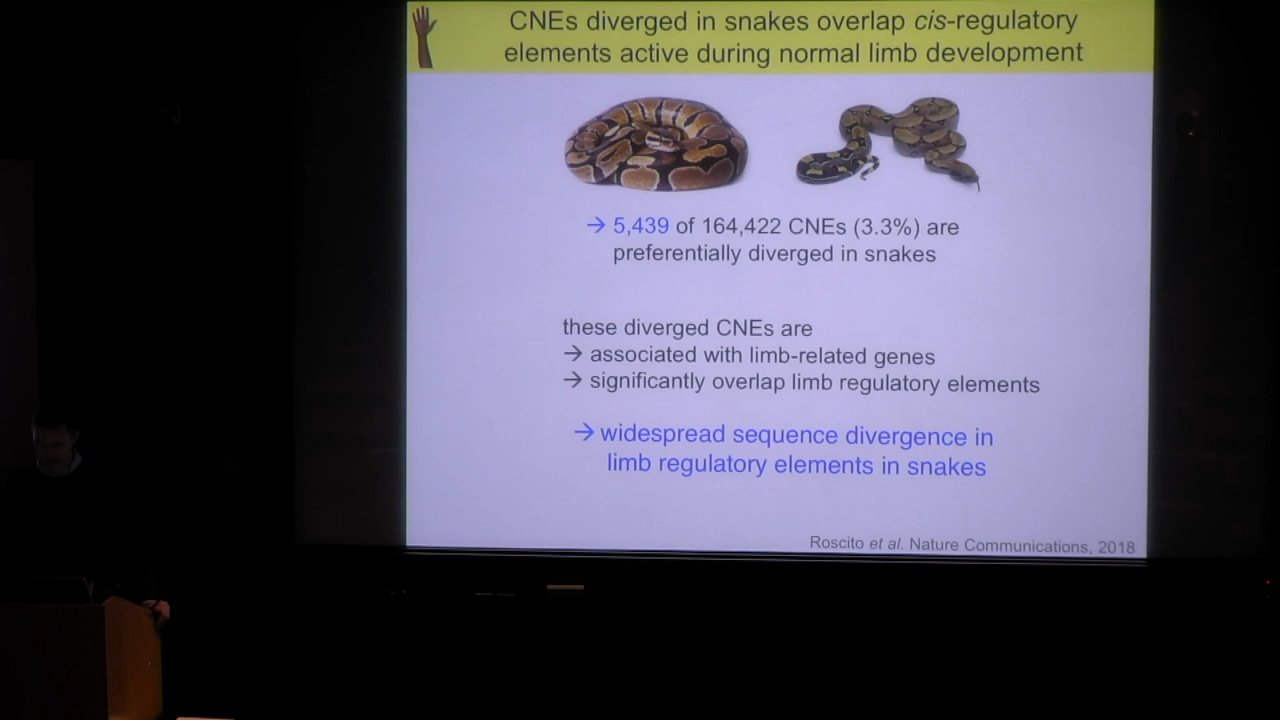 CNEs diverged in snakes overlap cis-regulatory
elements active during normal limb development
→ 5,439 of 164,422 CNEs (3.3%) are
preferentially diverged in snakes
these diverged CNEs are
→ associated with limb-related genes
→ significantly overlap limb regulatory elements
→ widespread sequence divergence in
limb regulatory elements in snakes
Roscito et al. Nature Communications, 2018